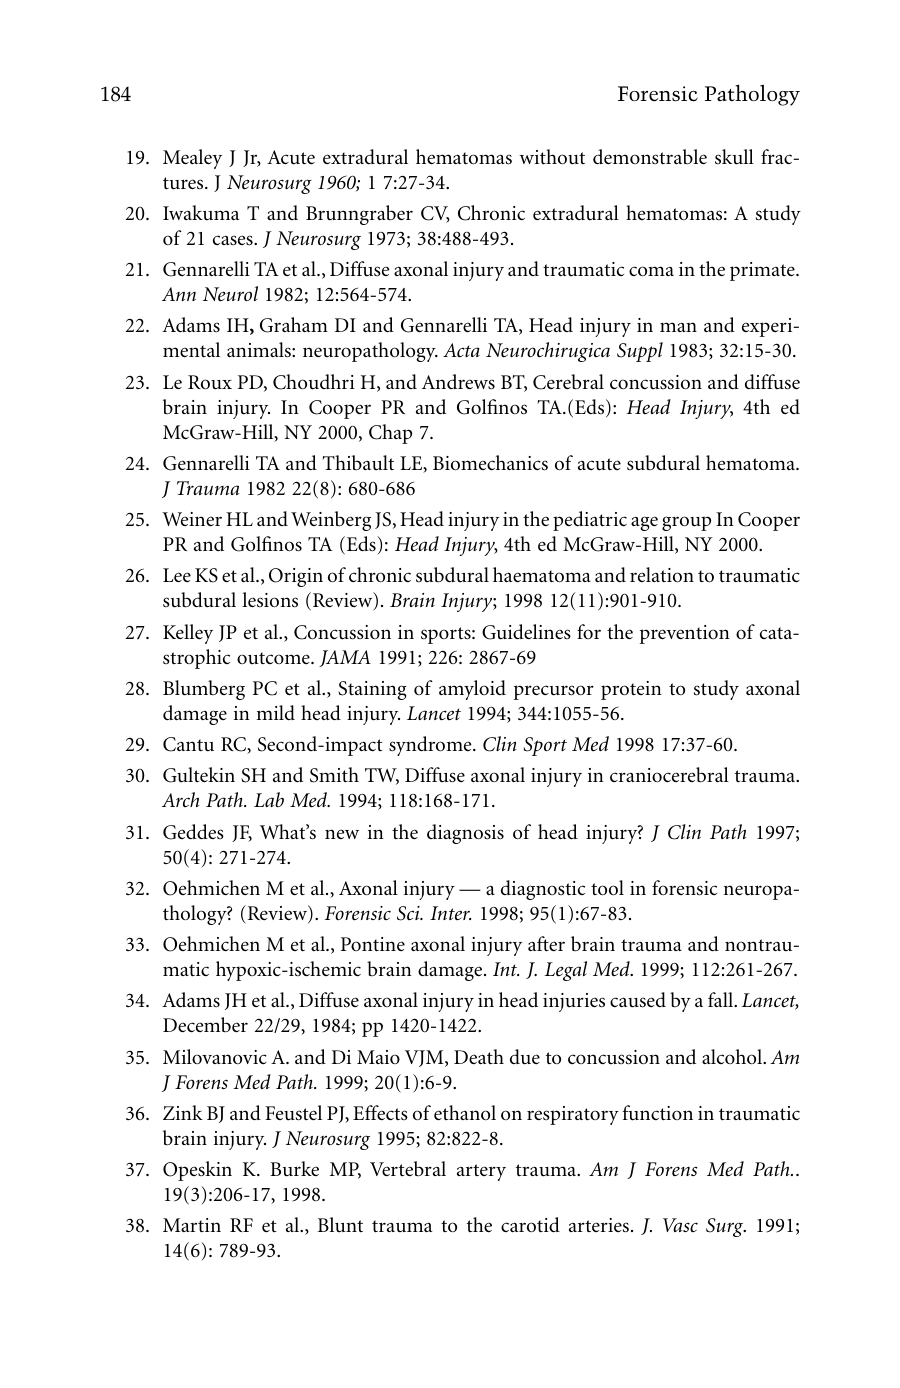 184 Forensic Pathology
19. Mealey J Jr, Acute extradural hematomas without demonstrable skull frac-
tures. J Neurosurg 1960; 1 7:27-34.
20. Iwakuma T and Brunngraber CV, Chronic extradural hematomas: A study
of 21 cases. J Neurosurg 1973; 38:488-493.
21. Gennarelli TA et al., Diffuse axonal injury and traumatic coma in the primate.
Ann Neurol 1982; 12:564-574.
22. Adams IH, Graham DI and Gennarelli TA, Head injury in man and experi-
mental animals: neuropathology. Acta Neurochirugica Suppl 1983; 32:15-30.
23. Le Roux PD, Choudhri H, and Andrews BT, Cerebral concussion and diffuse
brain injury. In Cooper PR and Golfinos TA.(Eds): Head Injury, 4th ed
McGraw-Hill, NY 2000, Chap 7.
24. Gennarelli TA and Thibault LE, Biomechanics of acute subdural hematoma.
J Trauma 1982 22(8): 680-686
25. Weiner HL and Weinberg JS, Head injury in the pediatric age group In Cooper
PR and Golfinos TA (Eds): Head Injury, 4th ed McGraw-Hill, NY 2000.
26. Lee KS et al., Origin of chronic subdural haematoma and relation to traumatic
subdural lesions (Review). Brain Injury; 1998 12(11):901-910.
27. Kelley JP et al., Concussion in sports: Guidelines for the prevention of cata-
strophic outcome. JAMA 1991; 226: 2867-69
28. Blumberg PC et al., Staining of amyloid precursor protein to study axonal
damage in mild head injury. Lancet 1994; 344:1055-56.
29. Cantu RC, Second-impact syndrome. Clin Sport Med 1998 17:37-60.
30. Gultekin SH and Smith TW, Diffuse axonal injury in craniocerebral trauma.
Arch Path. Lab Med. 1994; 118:168-171.
31. Geddes JF, What's new in the diagnosis of head injury? J Clin Path 1997;
50(4): 271-274.
32. Oehmichen M et al., Axonal injury — a diagnostic tool in forensic neuropa-
thology? (Review). Forensic Sci. Inter. 1998; 95(1):67-83.
33. Oehmichen M et al., Pontine axonal injury after brain trauma and nontrau-
matic hypoxic-ischemic brain damage. Int. J. Legal Med. 1999; 112:261-267.
34. Adams JH et al., Diffuse axonal injury in head injuries caused by a fall. Lancet,
December 22/29, 1984; pp 1420-1422.
35. Milovanovic A. and Di Maio VJM, Death due to concussion and alcohol. Am
J Forens Med Path. 1999; 20(1):6-9.
36. Zink BJ and Feustel PJ, Effects of ethanol on respiratory function in traumatic
brain injury. J Neurosurg 1995; 82:822-8.
37. Opeskin K. Burke MP, Vertebral artery trauma. Am J Forens Med Path..
19(3):206-17, 1998.
38. Martin RF et al., Blunt trauma to the carotid arteries. J. Vasc Surg. 1991;
14(6): 789-93.